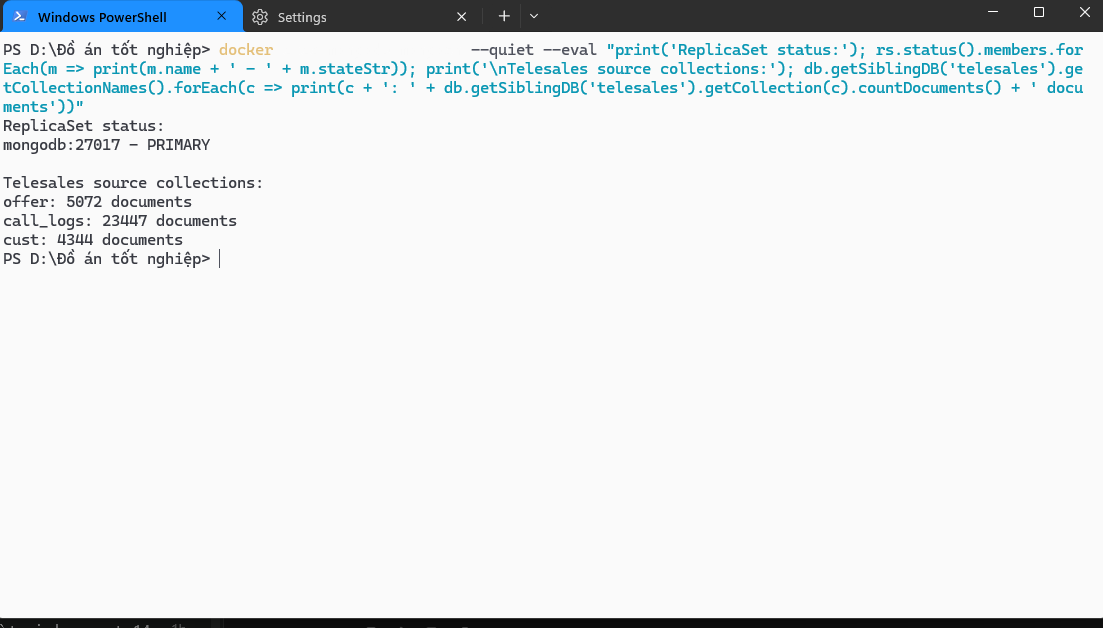 Windows PowerShell
Settings
PS D:\Đồ án tốt nghiệp> docker --quiet --eval "print('ReplicaSet status:'); rs.status().members.for
Each(m => print(m.name + ' - ' + m.stateStr)); print('\nTelesales source collections:'); db.getSiblingDB('telesales').ge
tCollectionNames().forEach(c => print(c + ': ' + db.getSiblingDB('telesales').getCollection(c).countDocuments() + ' docu
ments'))"
ReplicaSet status:
mongodb:27017 - PRIMARY
Telesales source collections:
offer: 5072 documents
call_logs: 23447 documents
cust: 4344 documents
PS D:\Đồ án tốt nghiệp>